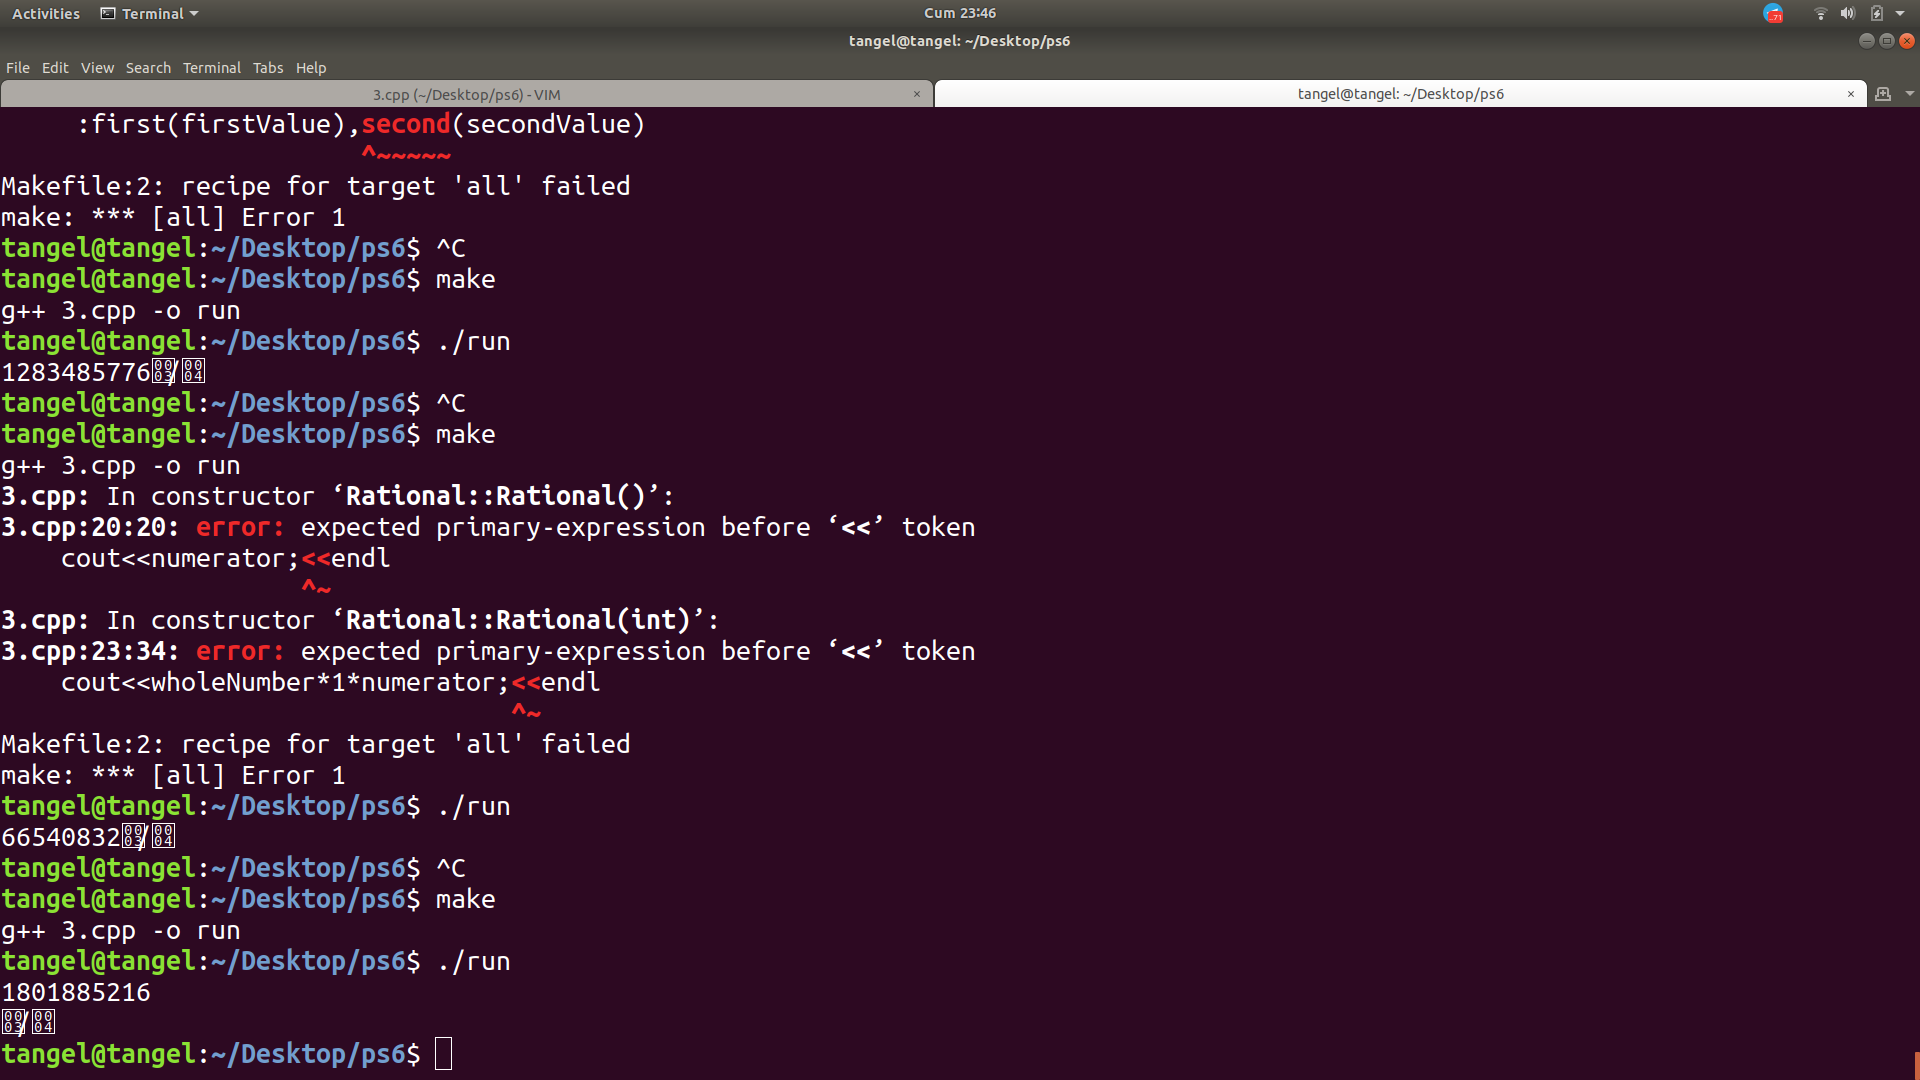 Activities Terminal Cum 23:46
tangel@tangel: ~/Desktop/ps6
File Edit View Search Terminal Tabs Help
3.cpp (~/Desktop/ps6) - VIM × tangel@tangel: ~/Desktop/ps6 ×
:first(firstValue),second(secondValue)
^~~~~~
Makefile:2: recipe for target 'all' failed
make: *** [all] Error 1
tangel@tangel:~/Desktop/ps6$ ^C
tangel@tangel:~/Desktop/ps6$ make
g++ 3.cpp -o run
tangel@tangel:~/Desktop/ps6$ ./run
1283485776/
tangel@tangel:~/Desktop/ps6$ ^C
tangel@tangel:~/Desktop/ps6$ make
g++ 3.cpp -o run
3.cpp: In constructor ‘Rational::Rational()’:
3.cpp:20:20: error: expected primary-expression before ‘<<’ token
cout<<numerator;<<endl
^~
3.cpp: In constructor ‘Rational::Rational(int)’:
3.cpp:23:34: error: expected primary-expression before ‘<<’ token
cout<<wholeNumber*1*numerator;<<endl
^~
Makefile:2: recipe for target 'all' failed
make: *** [all] Error 1
tangel@tangel:~/Desktop/ps6$ ./run
66540832/
tangel@tangel:~/Desktop/ps6$ ^C
tangel@tangel:~/Desktop/ps6$ make
g++ 3.cpp -o run
tangel@tangel:~/Desktop/ps6$ ./run
1801885216
/
tangel@tangel:~/Desktop/ps6$